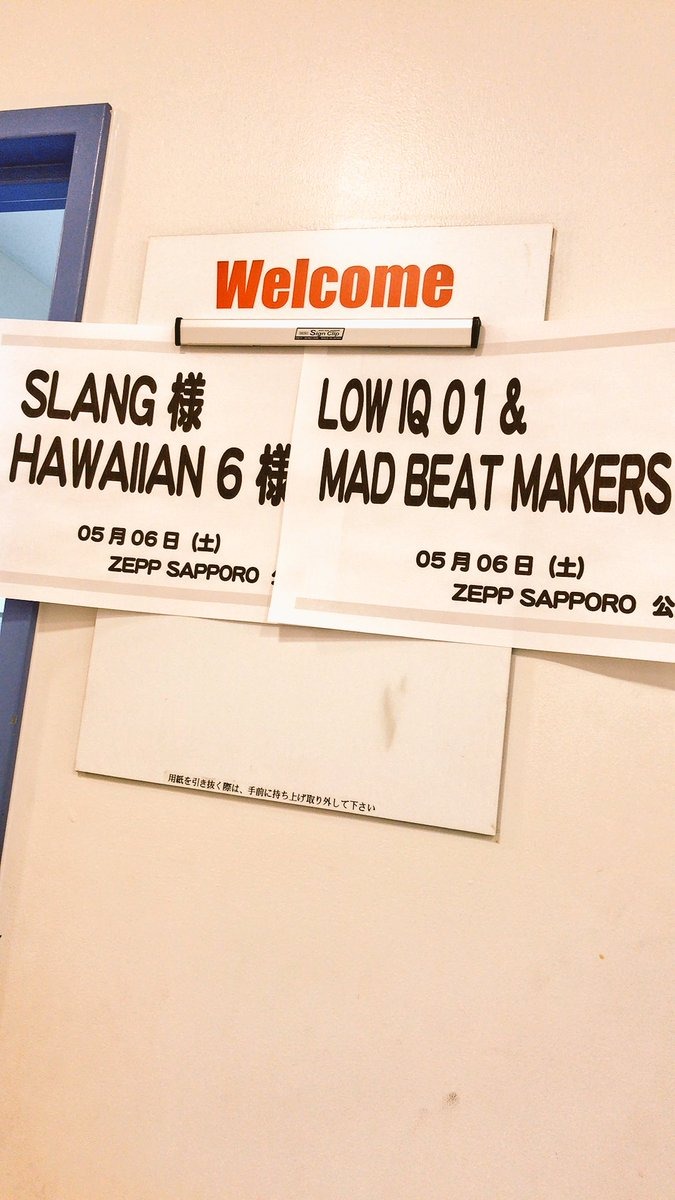 Welcome
Sign Clip
SLANG 様
HAWAIIAN 6 様
05月06日 (土)
ZEPP SAPPORO
LOW IQ 01 &
MAD BEAT MAKERS
05月06日 (土)
ZEPP SAPPORO 公
用紙を引き抜く際は、手前に持ち上げ取り外して下さい